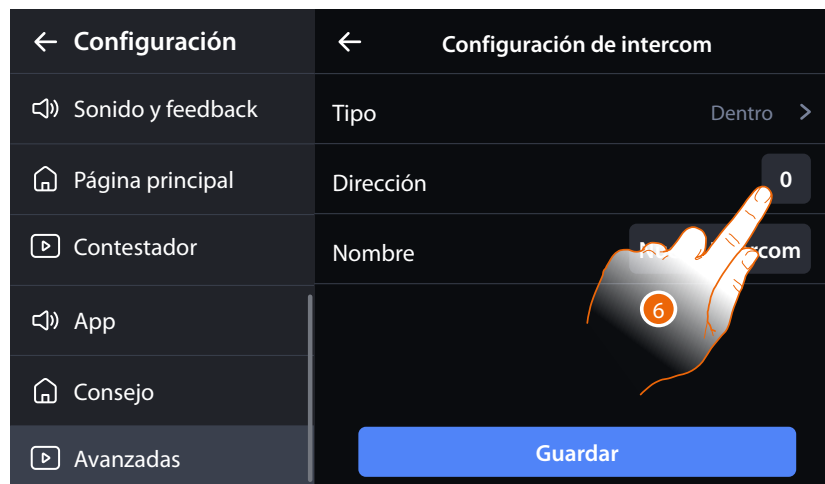 Configuración
Sonido y feedback
Página principal
Contestador
App
Consejo
Avanzadas
Configuración de intercom
Tipo
Dentro
Dirección
0
Nombre
6
Guardar